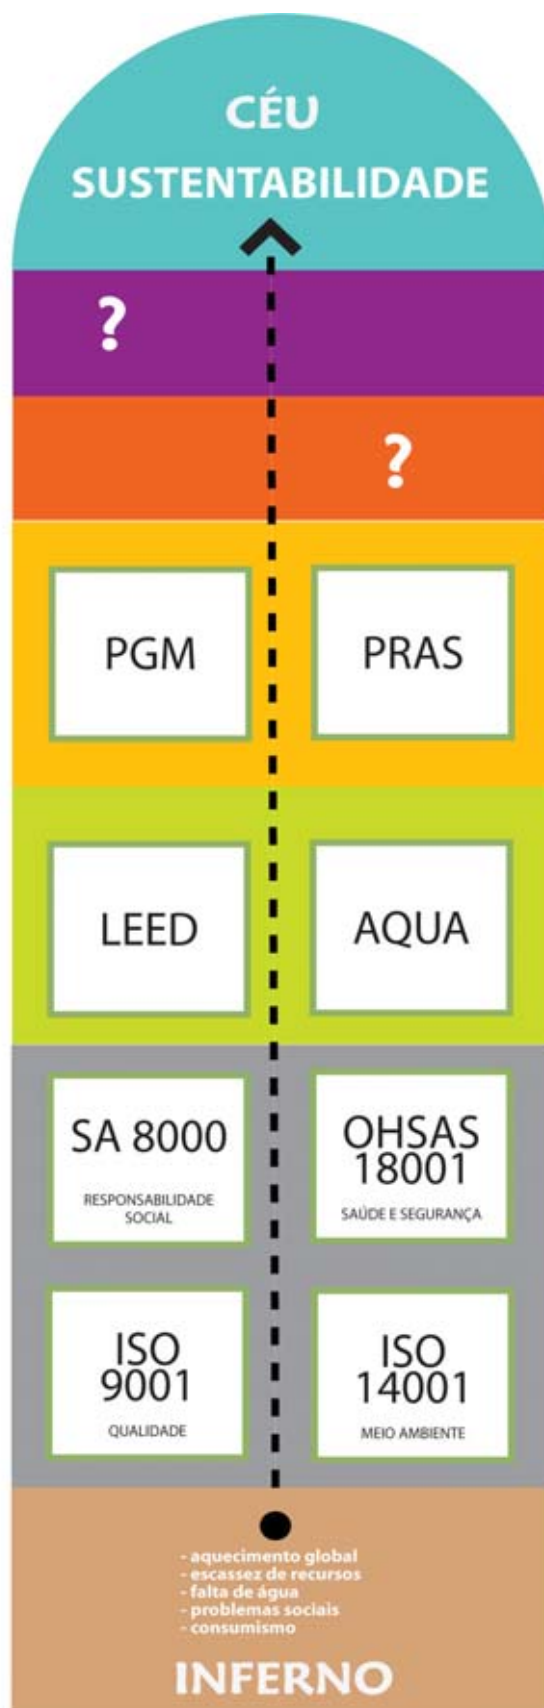 CÉU
SUSTENTABILIDADE
?
?
PGM
PRAS
LEED
AQUA
SA 8000
RESPONSABILIDADE
SOCIAL
OHSAS
18001
SAÚDE E SEGURANÇA
ISO
9001
QUALIDADE
ISO
14001
MEIO AMBIENTE
- aquecimento global
- escassez de recursos
- falta de água
- problemas sociais
- consumismo
INFERNO